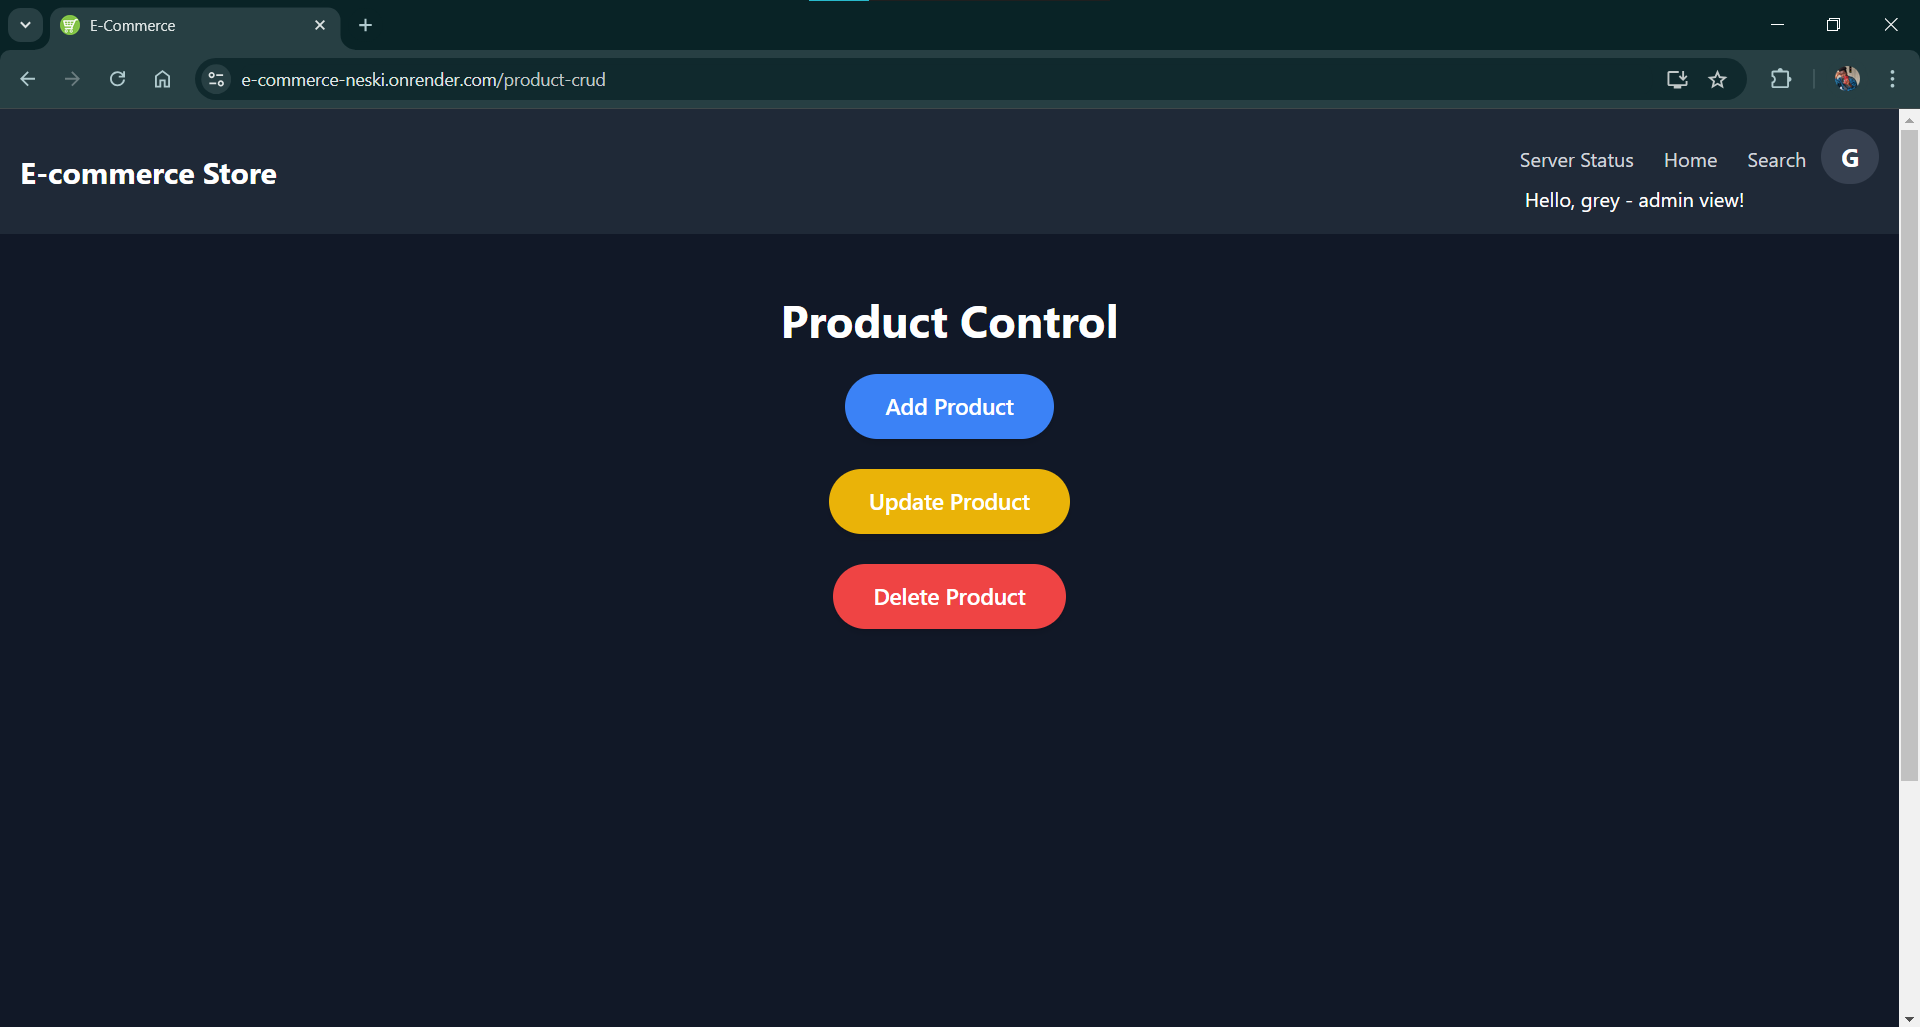 E-Commerce
e-commerce-neski.onrender.com/product-crud
E-commerce Store
Server Status Home Search G
Hello, grey - admin view!
Product Control
Add Product
Update Product
Delete Product